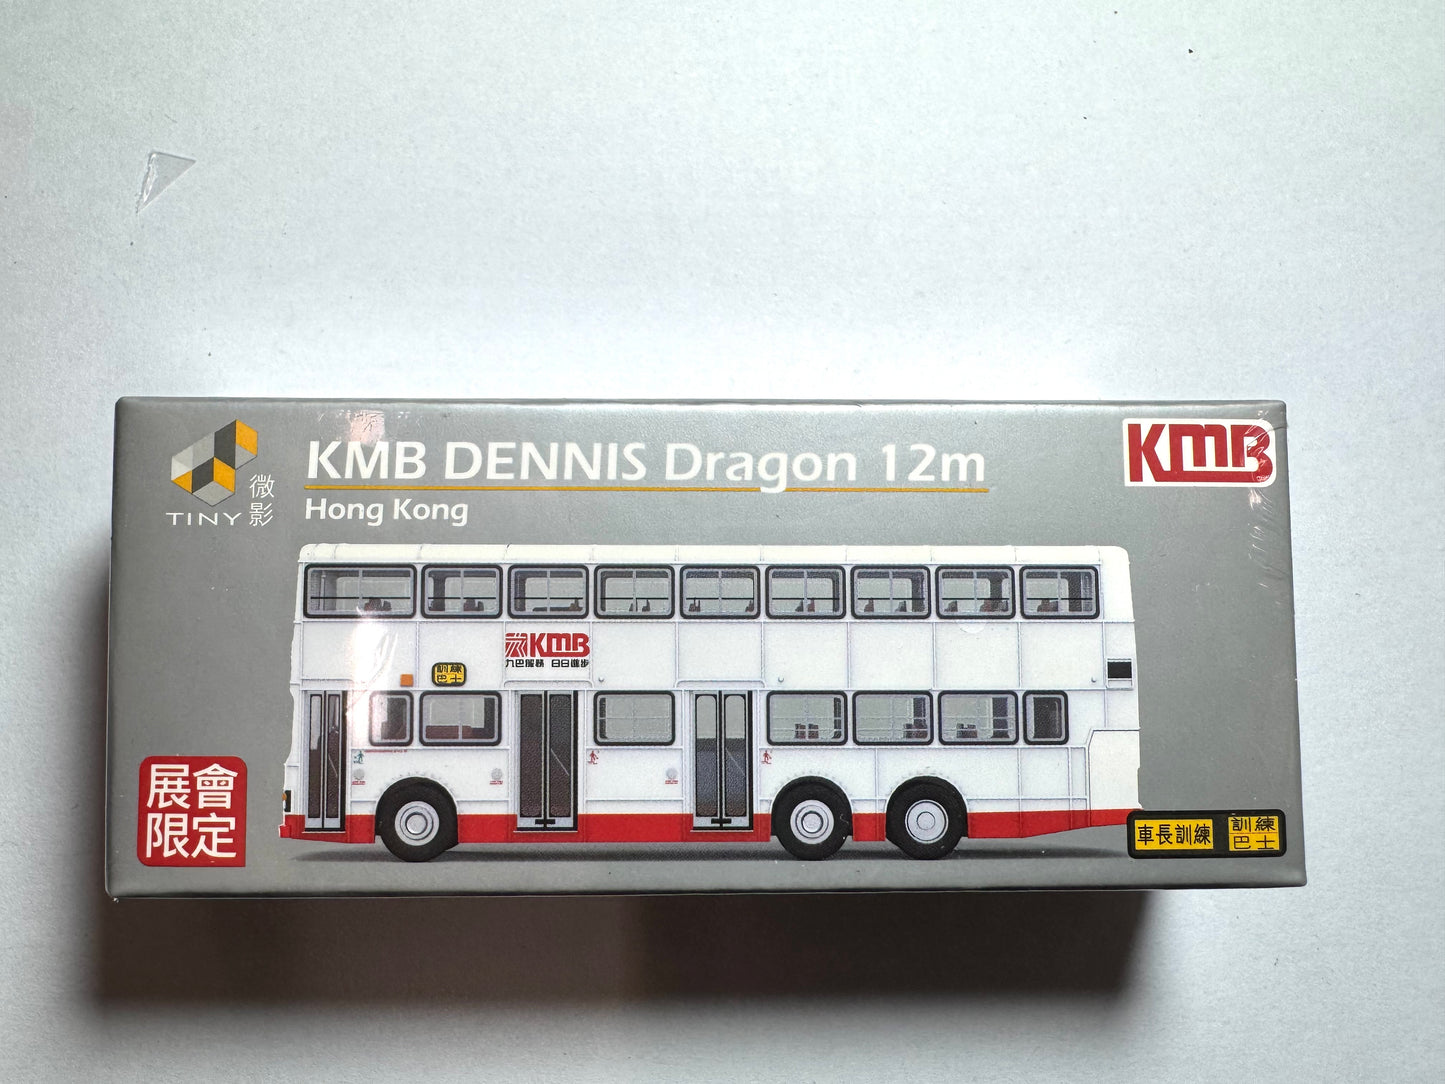 TINY 微影
KMB DENNIS Dragon 12m
Hong Kong
KMB
KMB
九巴服務 日日進步
訓練
巴士
展會
限定
車長訓練
訓練
巴士